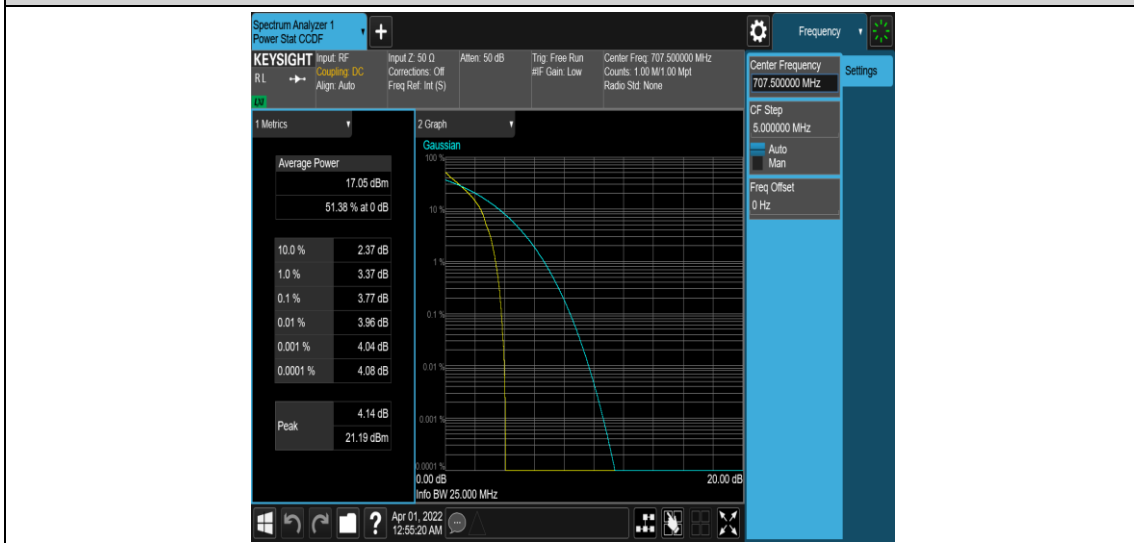 Spectrum Analyzer 1
Power Stat CCDF
+
Frequency
KEYSIGHT
RL
LXI
Input: RF
Coupling: DC
Align: Auto
Input Z: 50 Ω
Corrections: Off
Freq Ref: Int (S)
Atten: 50 dB
Trig: Free Run
#IF Gain: Low
Center Freq: 707.500000 MHz
Counts: 1.00 M/1.00 Mpt
Radio Std: None
Center Frequency
707.500000 MHz
Settings
CF Step
5.000000 MHz
Auto
Man
Freq Offset
0 Hz
1 Metrics
Average Power
17.05 dBm
51.38 % at 0 dB
10.0 % 2.37 dB
1.0 % 3.37 dB
0.1 % 3.77 dB
0.01 % 3.96 dB
0.001 % 4.04 dB
0.0001 % 4.08 dB
Peak
4.14 dB
21.19 dBm
2 Graph
Gaussian
100 %
10 %
1 %
0.1 %
0.01 %
0.001 %
0.0001 %
0.00 dB 20.00 dB
Info BW 25.000 MHz
?
Apr 01, 2022
12:55:20 AM